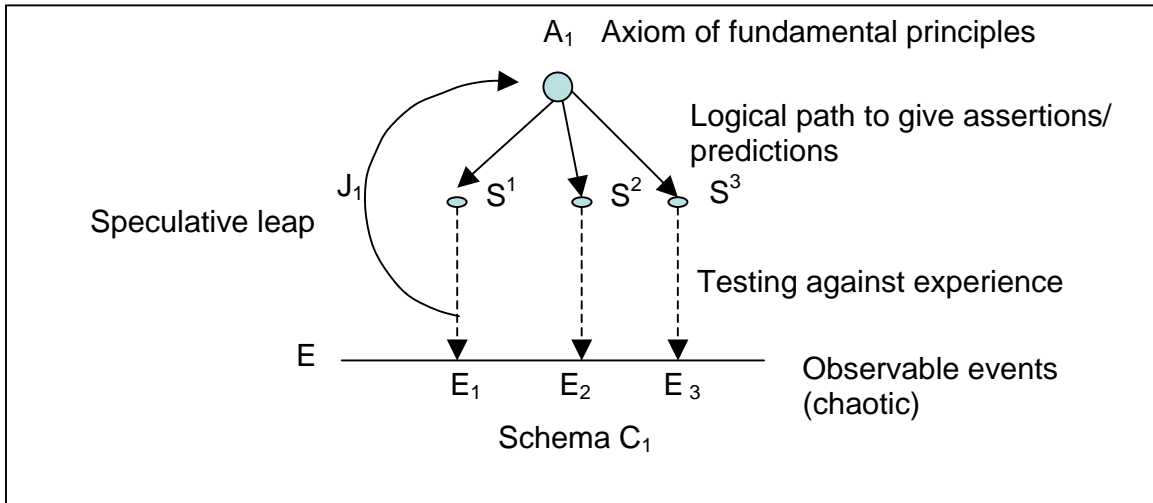 A₁ Axiom of fundamental principles
Logical path to give assertions/
predictions
J₁
S¹ S² S³
Speculative leap
Testing against experience
E
E₁ E₂ E ₃
Observable events
(chaotic)
Schema C₁